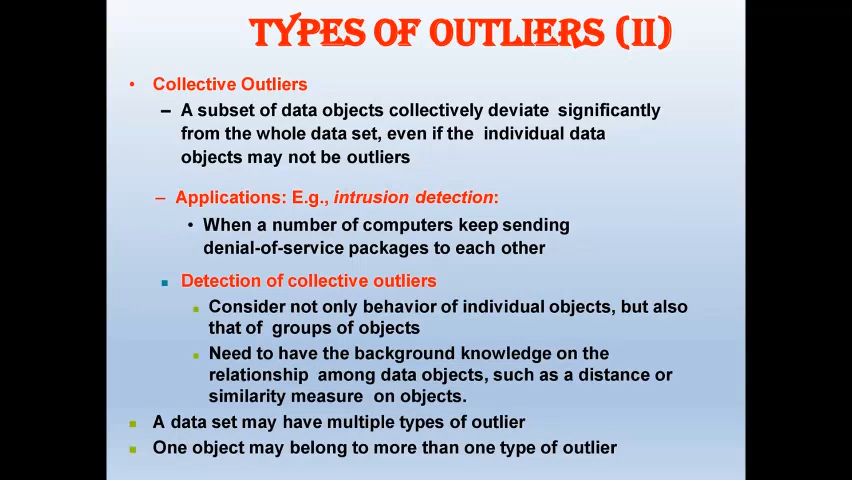 TYPES OF OUTLIERS (II)
• Collective Outliers
– A subset of data objects collectively deviate significantly
from the whole data set, even if the individual data
objects may not be outliers
– Applications: E.g., intrusion detection:
• When a number of computers keep sending
denial-of-service packages to each other
▪ Detection of collective outliers
▪ Consider not only behavior of individual objects, but also
that of groups of objects
▪ Need to have the background knowledge on the
relationship among data objects, such as a distance or
similarity measure on objects.
▪ A data set may have multiple types of outlier
▪ One object may belong to more than one type of outlier